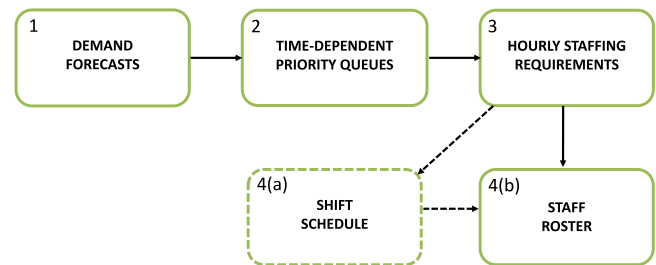 1
DEMAND
FORECASTS
2
TIME-DEPENDENT
PRIORITY QUEUES
3
HOURLY STAFFING
REQUIREMENTS
4(a)
SHIFT
SCHEDULE
4(b)
STAFF
ROSTER